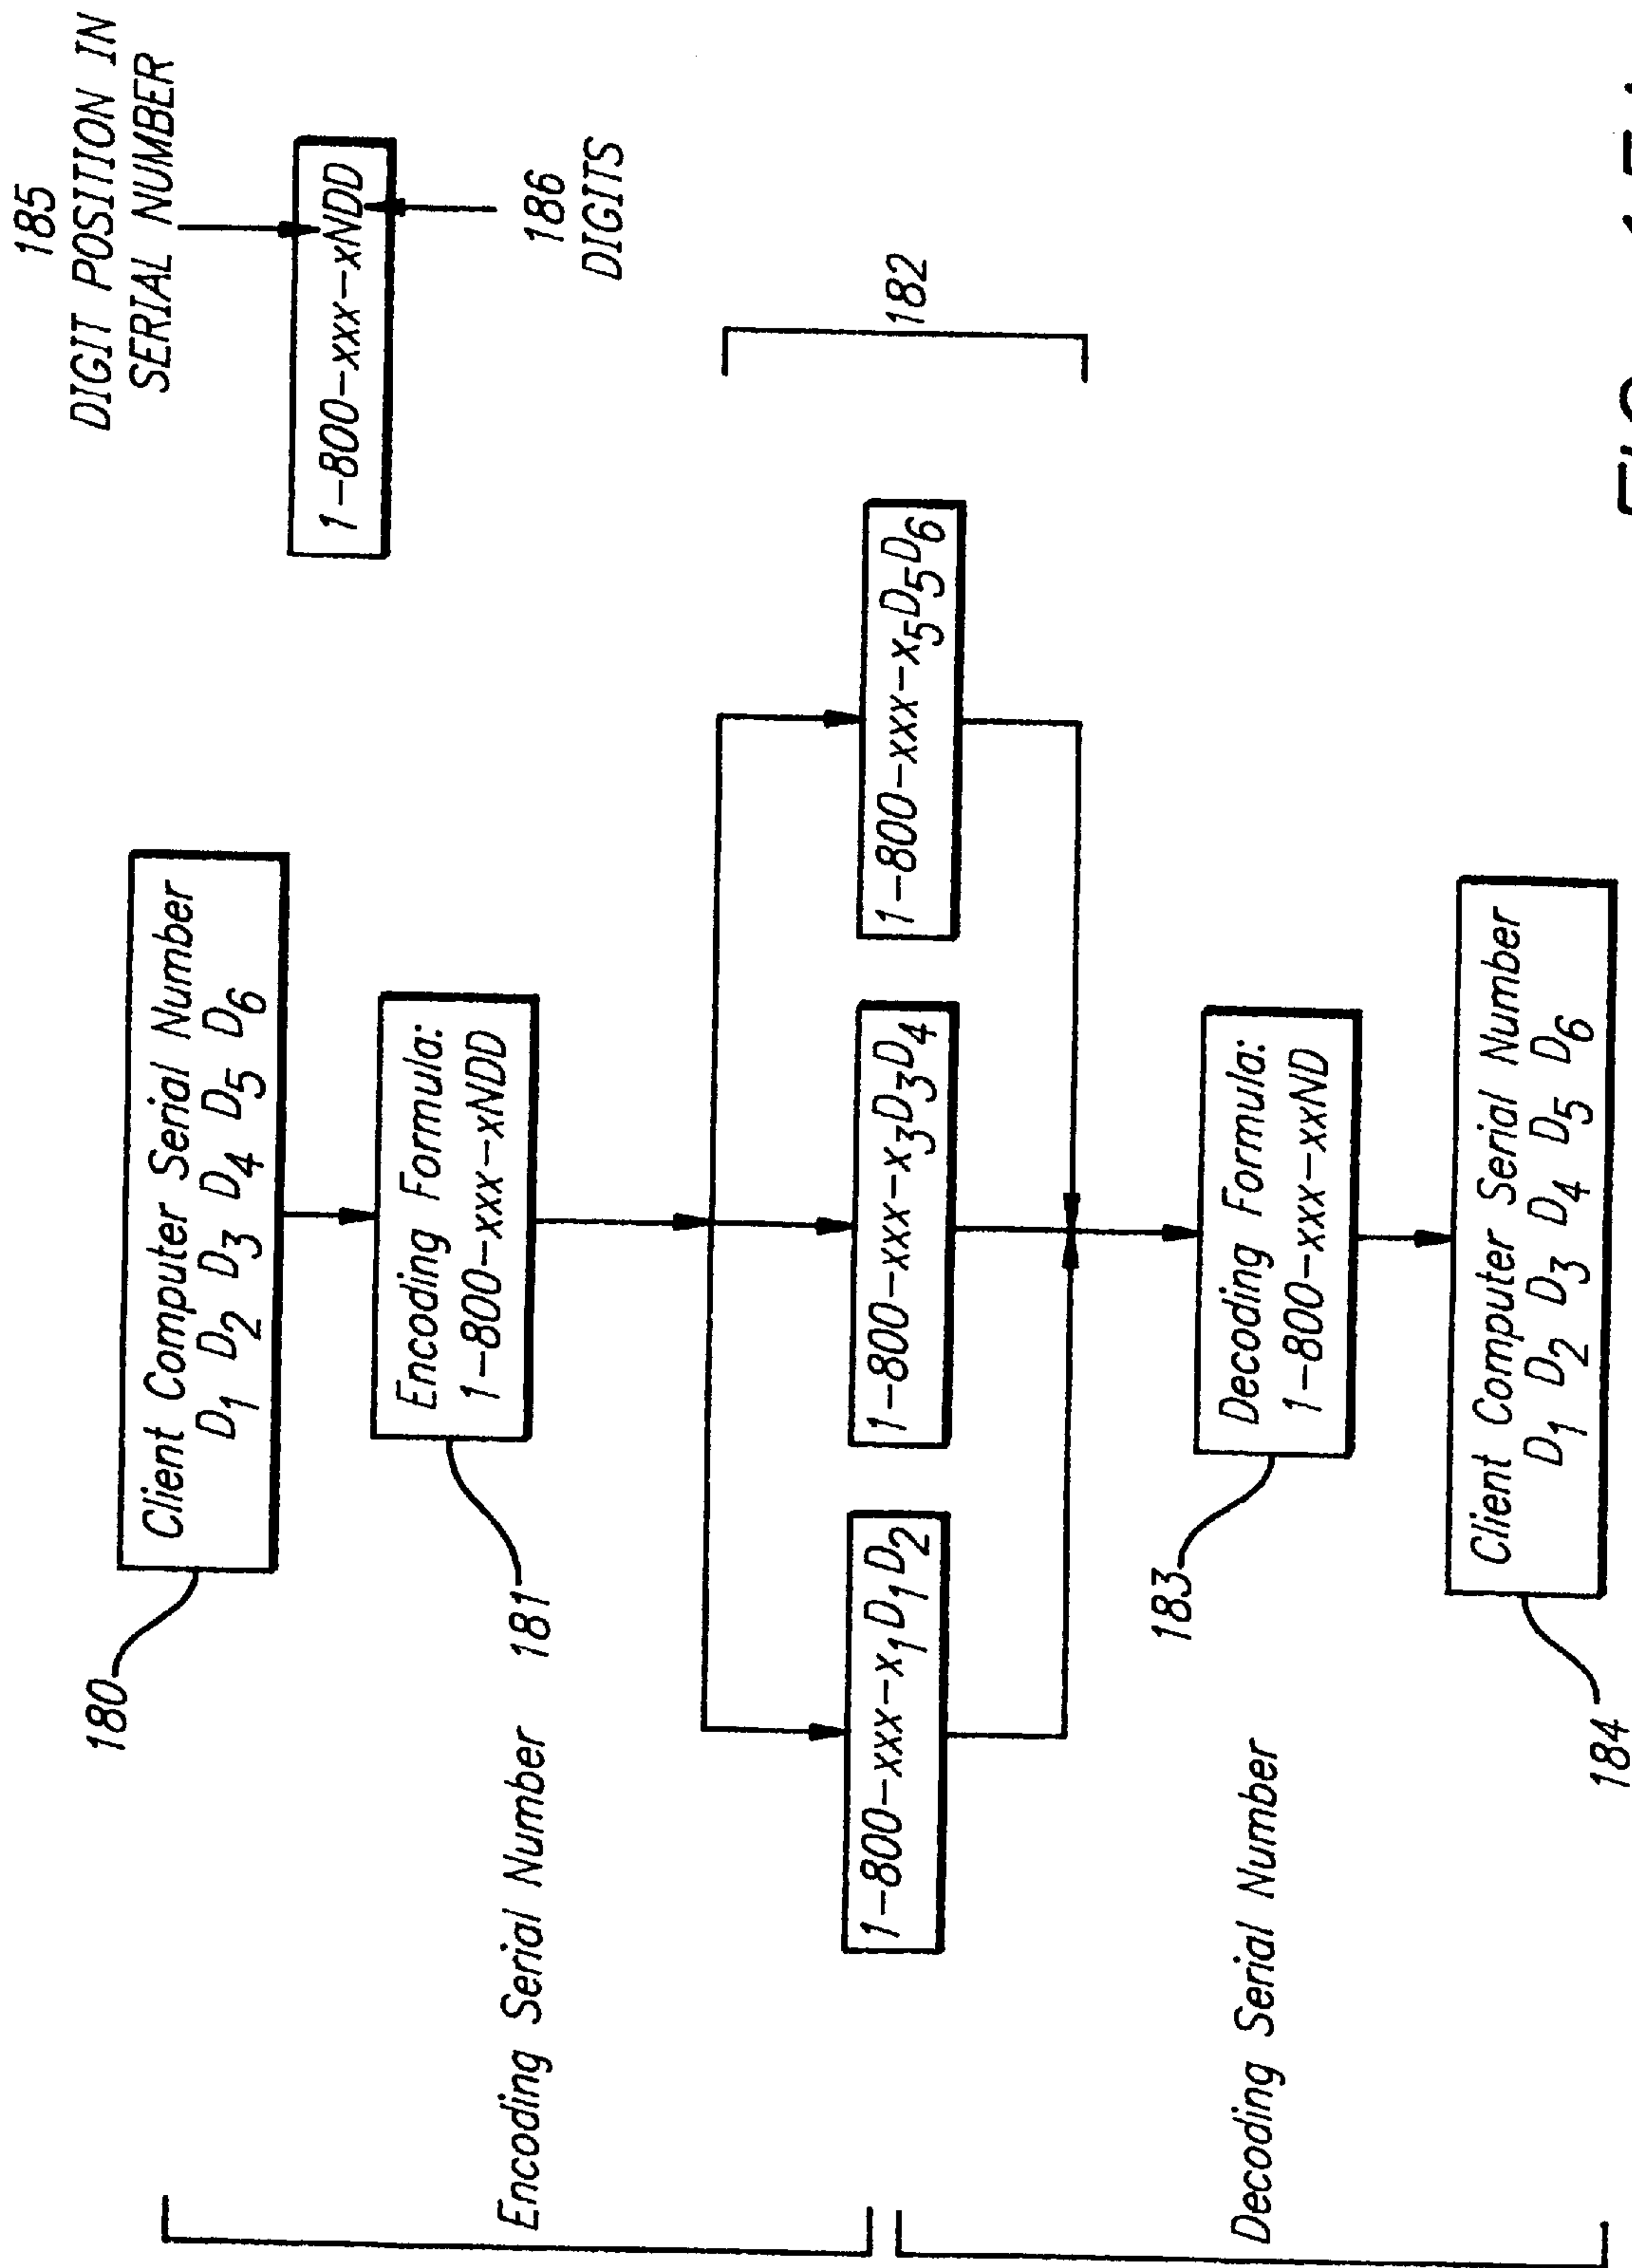 185
DIGIT POSITION IN
SERIAL NUMBER
1-800-xxx-xNDD
186
DIGITS
180
Client Computer Serial Number
D1 D2 D3 D4 D5 D6
Encoding Serial Number
181
Encoding Formula:
1-800-xxx-xNDD
1-800-xxx-x1D1D2
1-800-xxx-x3D3D4
1-800-xxx-x5D5D6
182
Decoding Serial Number
183
Decoding Formula:
1-800-xxx-xxND
184
Client Computer Serial Number
D1 D2 D3 D4 D5 D6